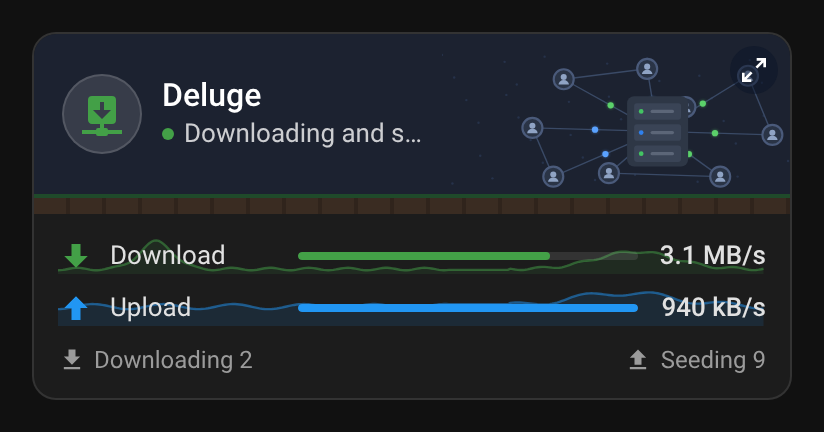 Deluge
Downloading and s...
Download 3.1 MB/s
Upload 940 kB/s
Downloading 2 Seeding 9